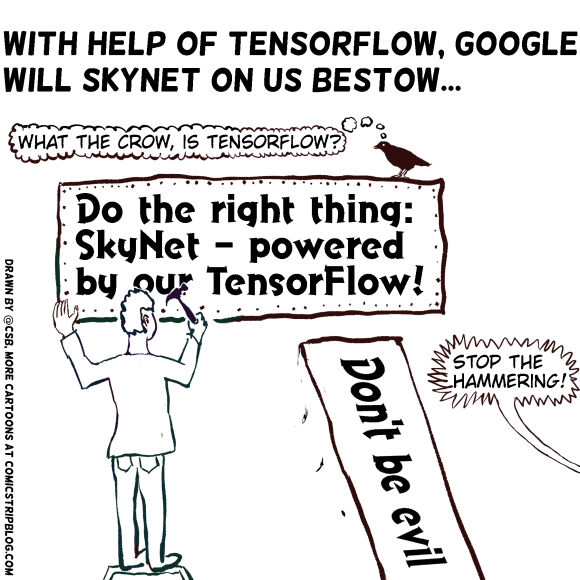 WITH HELP OF TENSORFLOW, GOOGLE
WILL SKYNET ON US BESTOW...
WHAT THE CROW, IS TENSORFLOW?
Do the right thing:
SkyNet – powered
by our TensorFlow!
STOP THE
HAMMERING!
Don't be evil
DRAWN BY @CSB. MORE CARTOONS AT COMICSTRIPBLOG.COM